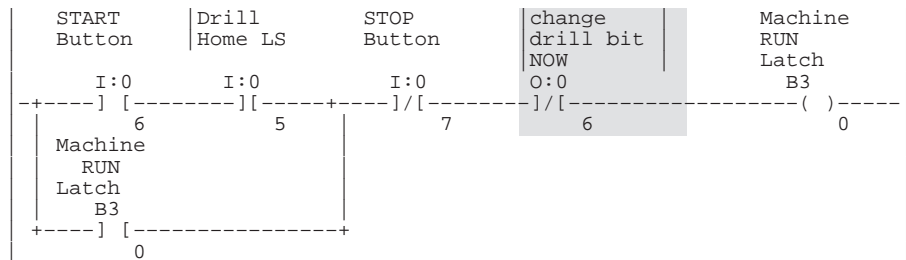 START |Drill STOP |change Machine
Button |Home LS Button |drill bit | RUN
|NOW | Latch
I:0 I:0 I:0 O:0 B3
-+----] [--------][-----+----]/[--------]/[------------------( )-----
6 5 7 6 0
Machine
RUN
Latch
B3
+----] [----------------+
0